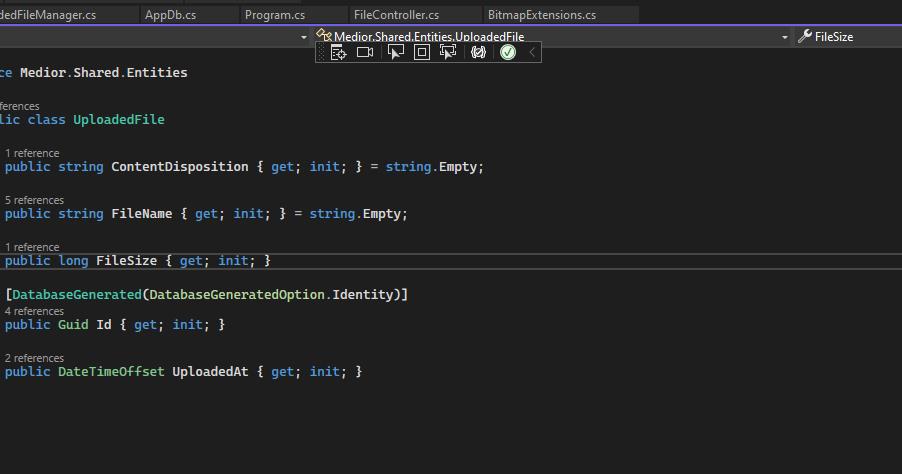 dedFileManager.cs AppDb.cs Program.cs FileController.cs BitmapExtensions.cs
Medior.Shared.Entities.UploadedFile FileSize
ce Medior.Shared.Entities
ferences
lic class UploadedFile
1 reference
public string ContentDisposition { get; init; } = string.Empty;
5 references
public string FileName { get; init; } = string.Empty;
1 reference
public long FileSize { get; init; }
[DatabaseGenerated(DatabaseGeneratedOption.Identity)]
4 references
public Guid Id { get; init; }
2 references
public DateTimeOffset UploadedAt { get; init; }